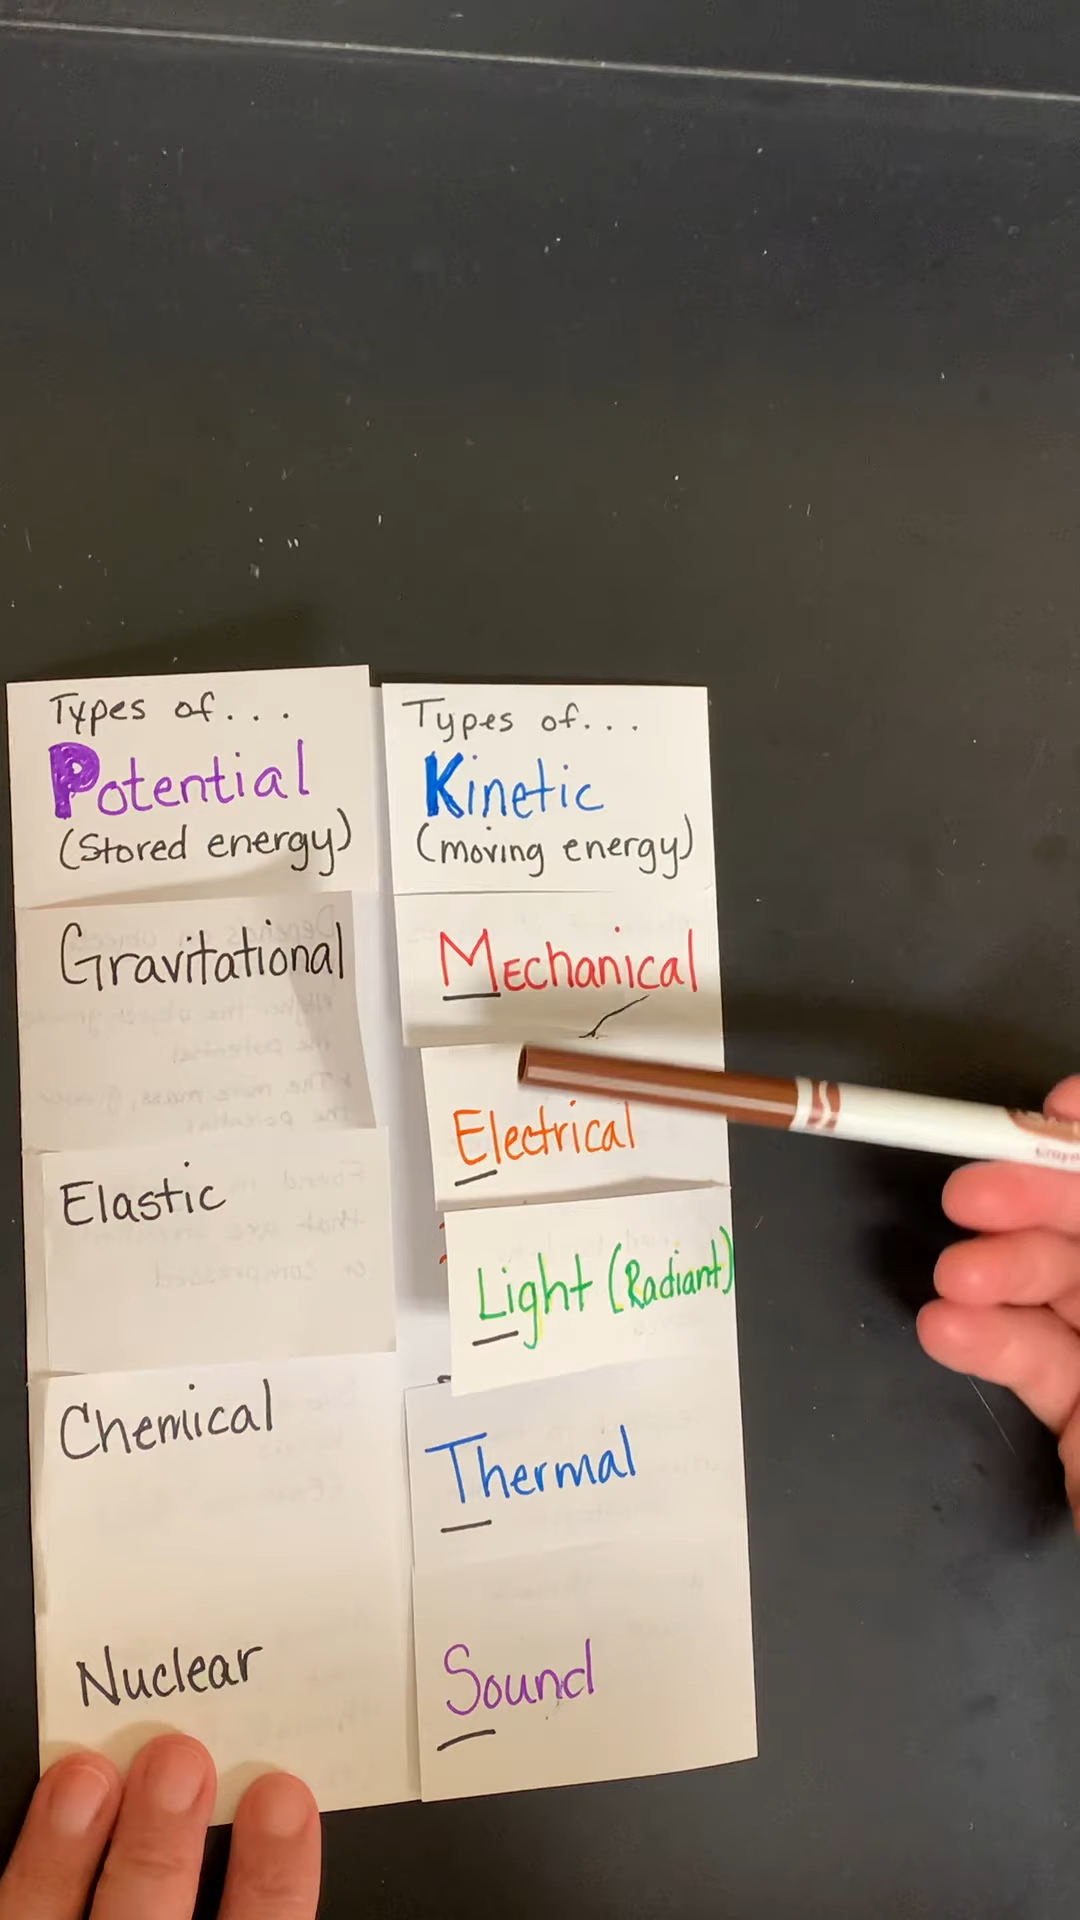 Types of...
Potential
(Stored energy)
Gravitational
Elastic
Chemical
Nuclear
Types of...
Kinetic
(moving energy)
Mechanical
Electrical
Light (Radiant)
Thermal
Sound